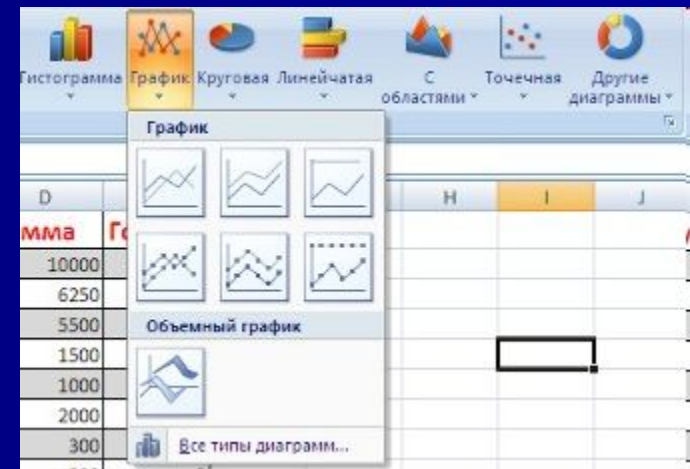 Гистограмма График Круговая Линейчатая С областями Точечная Другие диаграммы
График
D H I J
мма Го
10000
6250
5500
Объемный график
1500
1000
2000
300
Все типы диаграмм...